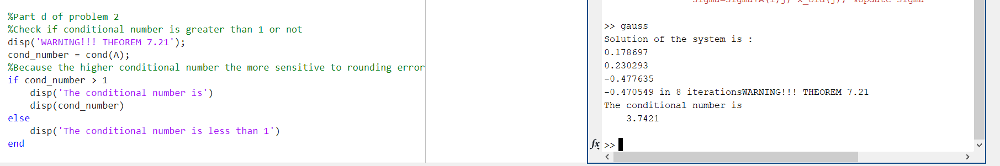 %Part d of problem 2
%Check if conditional number is greater than 1 or not
disp('WARNING!!! THEOREM 7.21');
cond_number = cond(A);
%Because the higher conditional number the more sensitive to rounding error
if cond_number > 1
    disp('The conditional number is')
    disp(cond_number)
else
    disp('The conditional number is less than 1')
end
>> gauss
Solution of the system is :
0.178697
0.230293
-0.477635
-0.470549 in 8 iterationsWARNING!!! THEOREM 7.21
The conditional number is
    3.7421
fx >>